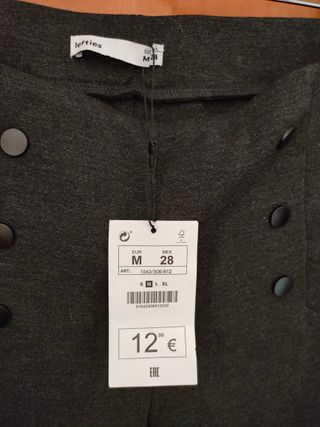 lefties
M
EUR
M
MEX
28
ART.: 1042/306/812
S M L XL
12,99 €
EAC